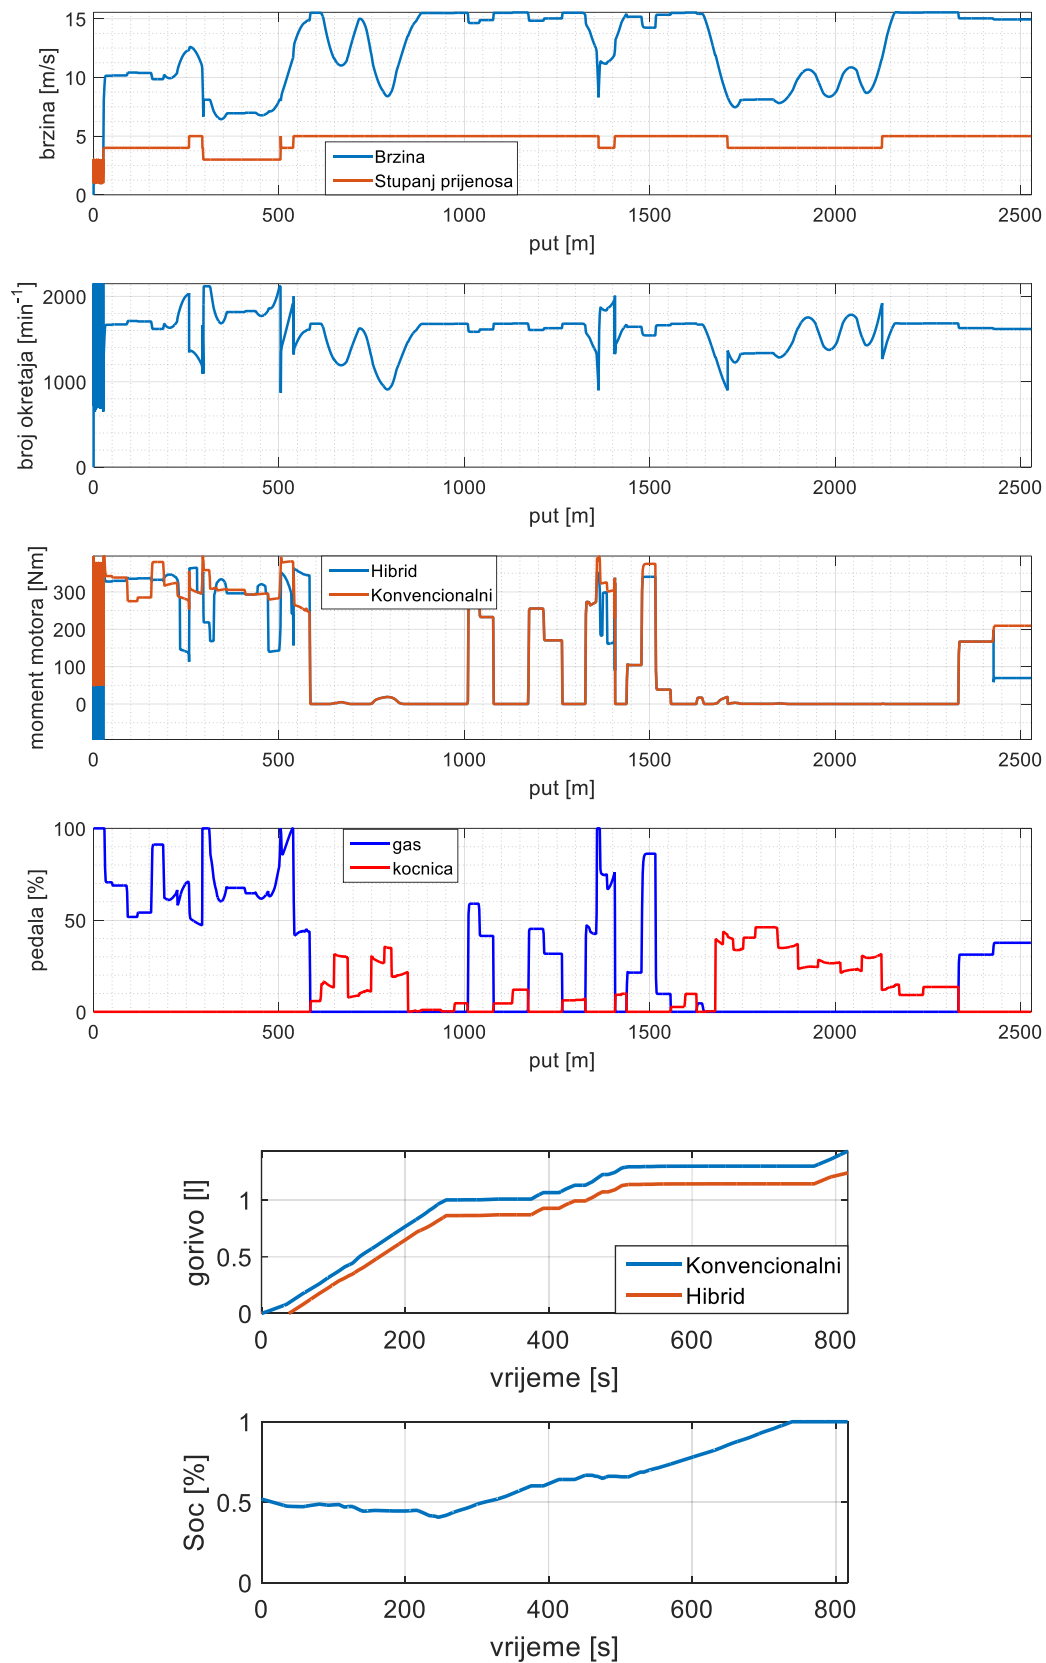 brzina [m/s]
15
10
5
0
Brzina
Stupanj prijenosa
0 500 1000 1500 2000 2500
put [m]
broj okretaja [min-1]
2000
1000
0
0 500 1000 1500 2000 2500
put [m]
moment motora [Nm]
300
200
100
0
Hibrid
Konvencionalni
0 500 1000 1500 2000 2500
put [m]
pedala [%]
100
50
0
gas
kocnica
0 500 1000 1500 2000 2500
put [m]
gorivo [l]
1
0.5
0
Konvencionalni
Hibrid
0 200 400 600 800
vrijeme [s]
Soc [%]
1
0.5
0
0 200 400 600 800
vrijeme [s]